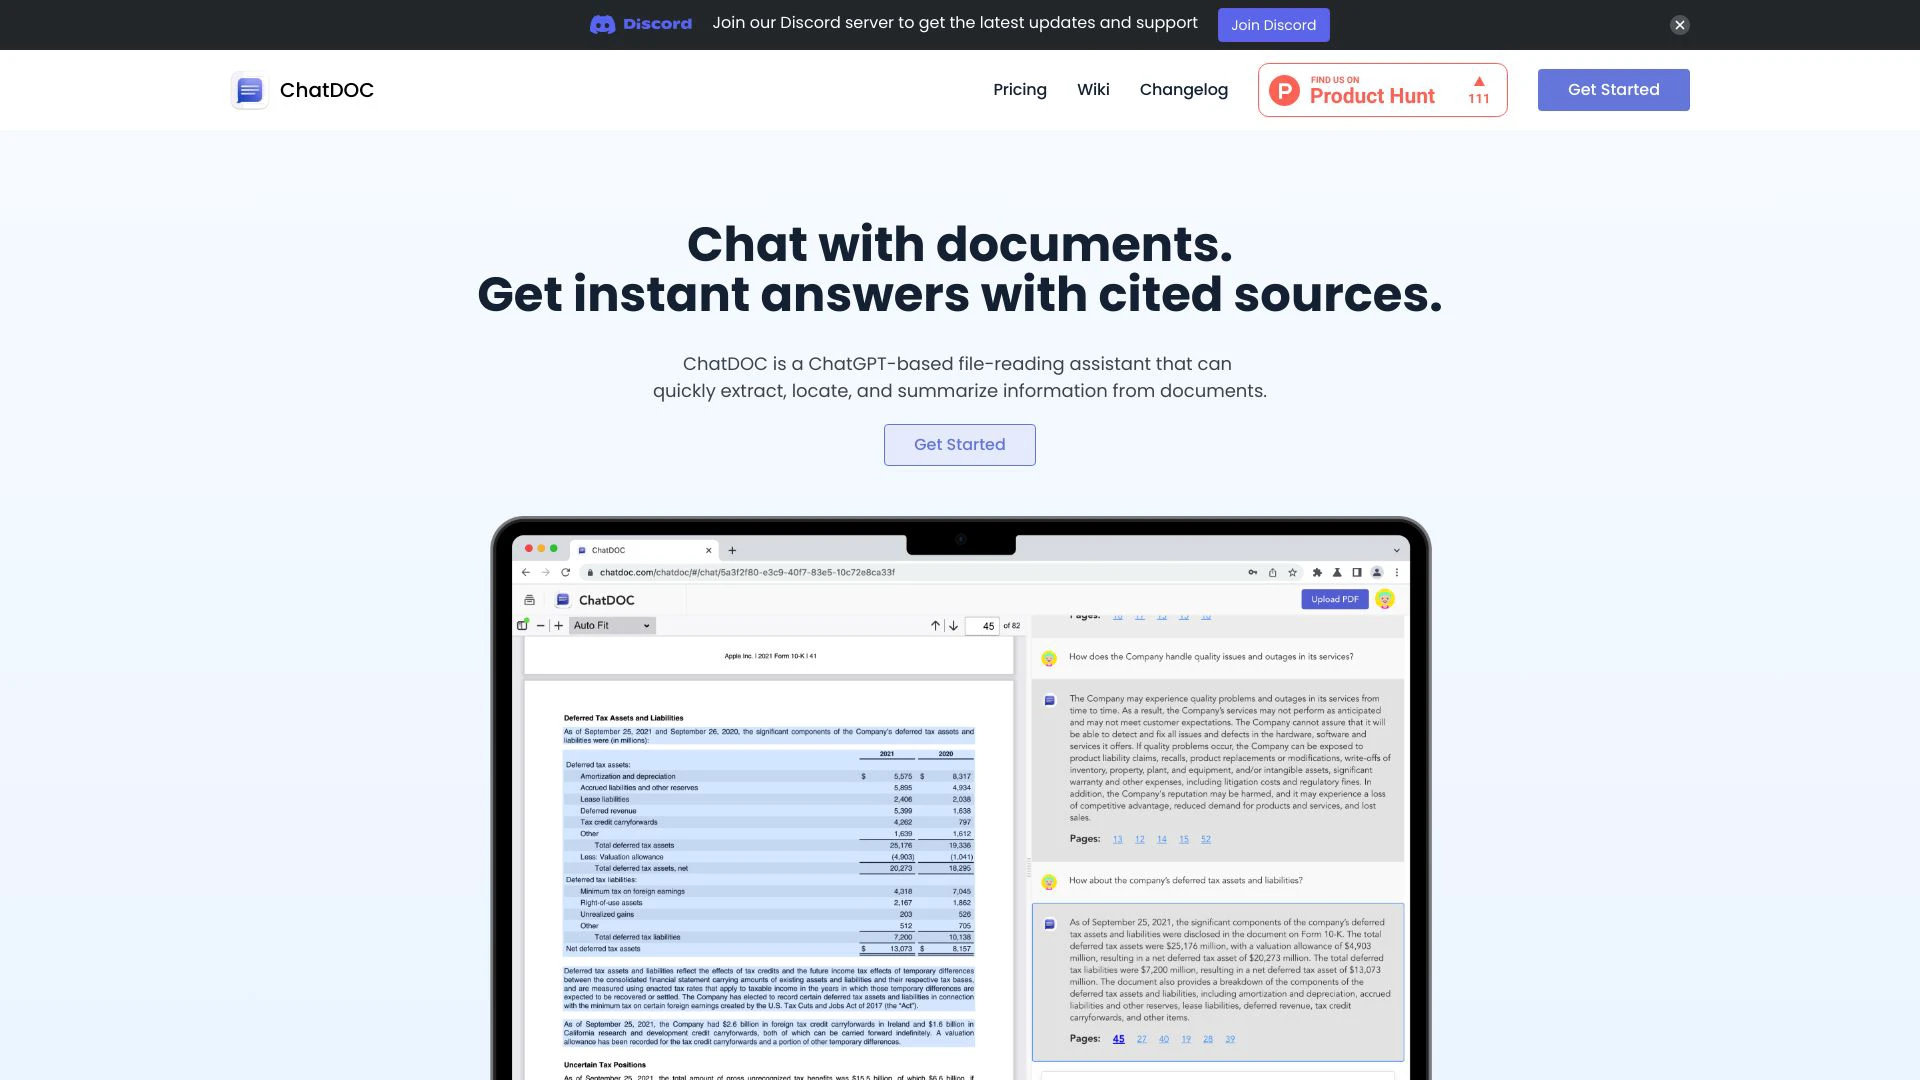 Discord Join our Discord server to get the latest updates and support Join Discord
ChatDOC Pricing Wiki Changelog FIND US ON Product Hunt 111 Get Started
Chat with documents.
Get instant answers with cited sources.
ChatDOC is a ChatGPT-based file-reading assistant that can
quickly extract, locate, and summarize information from documents.
Get Started
ChatDOC
chatdoc.com/chatdoc/#/chat/5a3f2f80-e3c9-40f7-83e5-10c72e8ca33f
ChatDOC Upload PDF
Auto Fit 45 of 82
Apple Inc. | 2021 Form 10-K | 41
Deferred Tax Assets and Liabilities
As of September 25, 2021 and September 26, 2020, the significant components of the Company's deferred tax assets and
liabilities were (in millions):
2021 2020
Deferred tax assets:
Amortization and depreciation $ 5,575 $ 8,317
Accrued liabilities and other reserves 5,895 4,934
Lease liabilities 2,406 2,038
Deferred revenue 5,399 1,638
Tax credit carryforwards 4,262 797
Other 1,639 1,612
Total deferred tax assets 25,176 19,336
Less: Valuation allowance (4,903) (1,041)
Total deferred tax assets, net 20,273 18,295
Deferred tax liabilities:
Minimum tax on foreign earnings 4,318 7,045
Right-of-use assets 2,167 1,862
Unrealized gains 203 526
Other 512 705
Total deferred tax liabilities 7,200 10,138
Net deferred tax assets $ 13,073 $ 8,157
Deferred tax assets and liabilities reflect the effects of tax credits and the future income tax effects of temporary differences
between the consolidated financial statement carrying amounts of existing assets and liabilities and their respective tax bases,
and are measured using enacted tax rates that apply to taxable income in the years in which those temporary differences are
expected to be recovered or settled. The Company has elected to record certain deferred tax assets and liabilities in connection
with the minimum tax on certain foreign earnings created by the U.S. Tax Cuts and Jobs Act of 2017 (the "Act").
As of September 25, 2021, the Company had $2.6 billion in foreign tax credit carryforwards in Ireland and $1.6 billion in
California research and development credit carryforwards, both of which can be carried forward indefinitely. A valuation
allowance has been recorded for the tax credit carryforwards and a portion of other temporary differences.
Uncertain Tax Positions
As of September 25, 2021, the total amount of gross unrecognized tax benefits was $15.5 billion, of which $6.6 billion, if
Pages:
How does the Company handle quality issues and outages in its services?
The Company may experience quality problems and outages in its services from
time to time. As a result, the Company's services may not perform as anticipated
and may not meet customer expectations. The Company cannot assure that it will
be able to detect and fix all issues and defects in the hardware, software and
services it offers. If quality problems occur, the Company can be exposed to
product liability claims, recalls, product replacements or modifications, write-offs of
inventory, property, plant, and equipment, and/or intangible assets, significant
warranty and other expenses, including litigation costs and regulatory fines. In
addition, the Company's reputation may be harmed, and it may experience a loss
of competitive advantage, reduced demand for products and services, and lost
sales.
Pages: 13 12 14 15 52
How about the company's deferred tax assets and liabilities?
As of September 25, 2021, the significant components of the company's deferred
tax assets and liabilities were disclosed in the document on Form 10-K. The total
deferred tax assets were $25,176 million, with a valuation allowance of $4,903
million, resulting in a net deferred tax asset of $20,273 million. The total deferred
tax liabilities were $7,200 million, resulting in a net deferred tax asset of $13,073
million. The document also provides a breakdown of the components of the
deferred tax assets and liabilities, including amortization and depreciation, accrued
liabilities and other reserves, lease liabilities, deferred revenue, tax credit
carryforwards, and other items.
Pages: 45 27 40 19 28 39